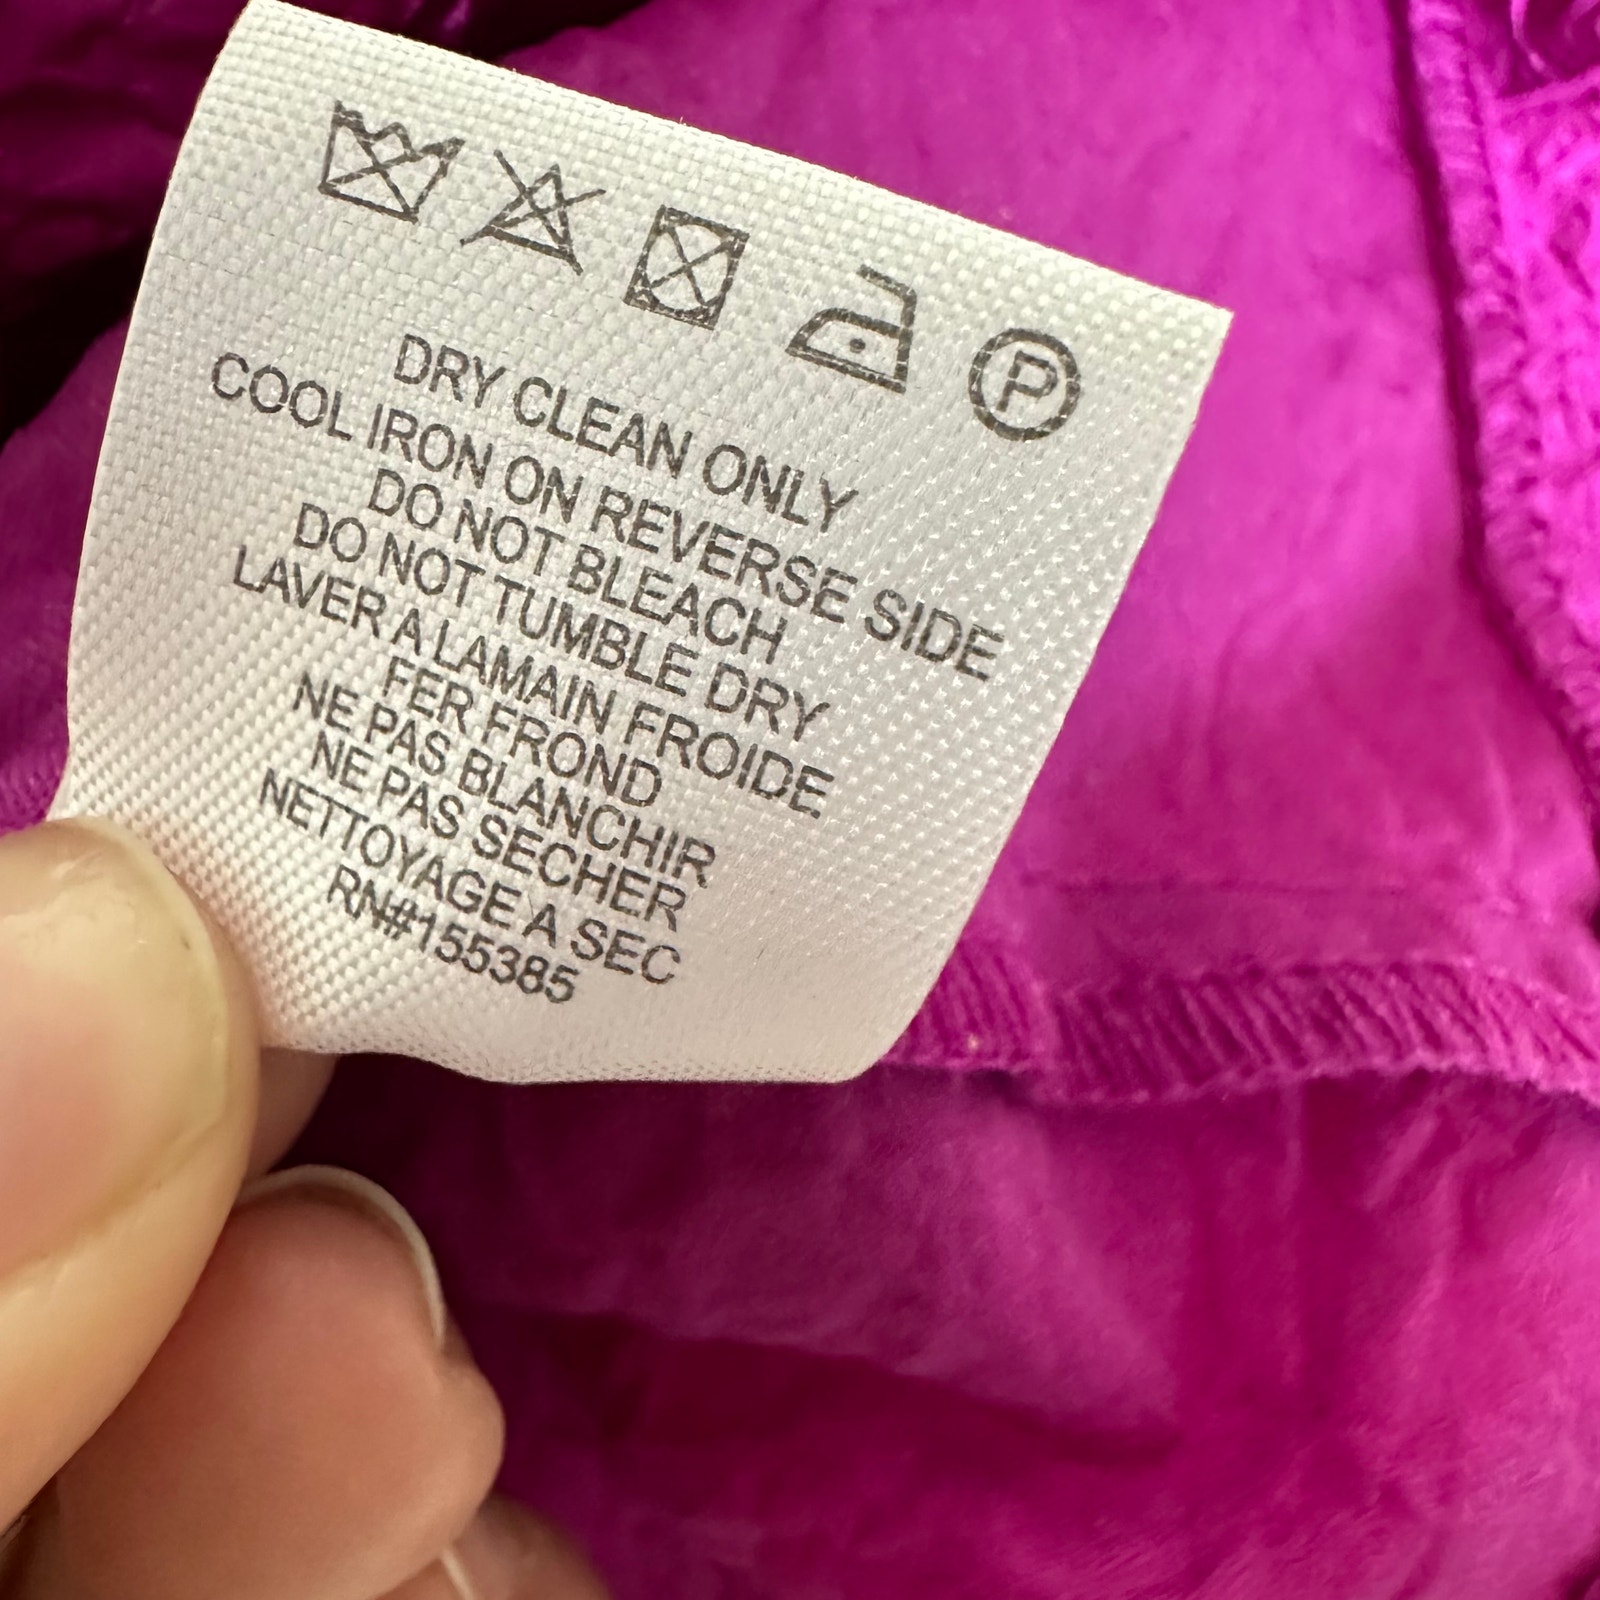 P
DRY CLEAN ONLY
COOL IRON ON REVERSE SIDE
DO NOT BLEACH
DO NOT TUMBLE DRY
LAVER A LAMAIN FROIDE
FER FROND
NE PAS BLANCHIR
NE PAS SECHER
NETTOYAGE A SEC
RN#155385